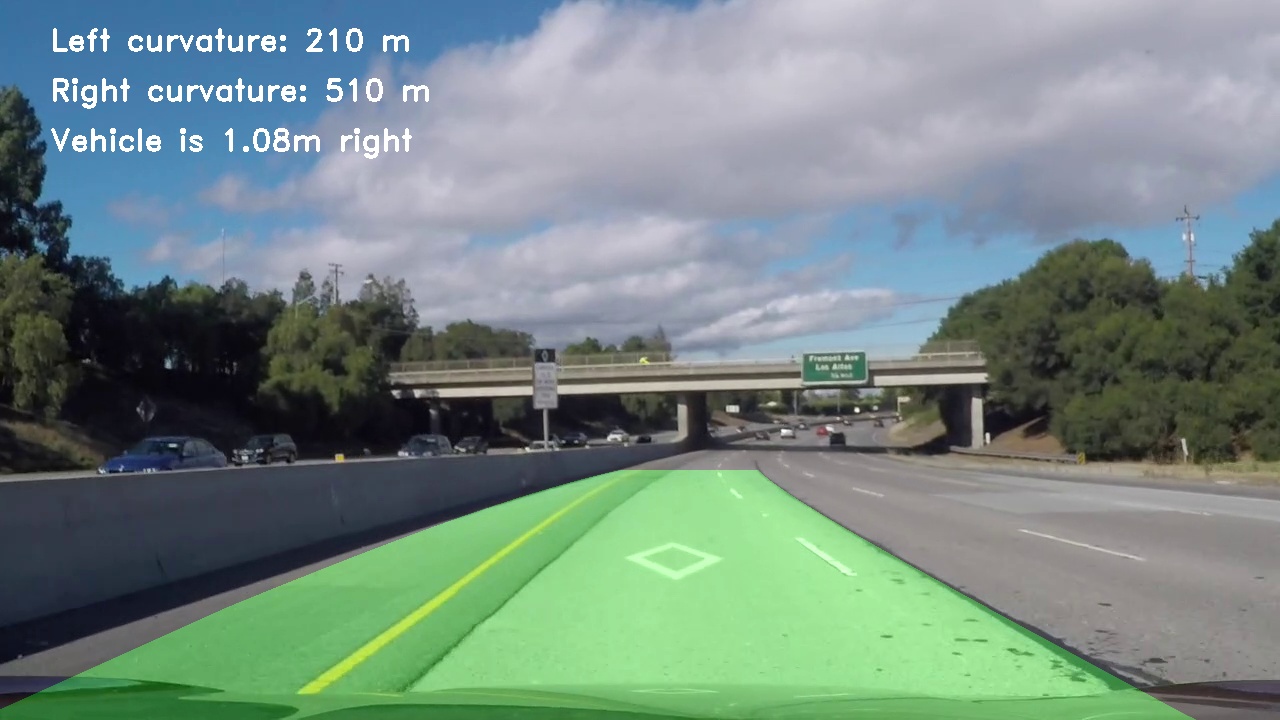 Left curvature: 210 m
Right curvature: 510 m
Vehicle is 1.08m right
Fremont Ave
Los Altos